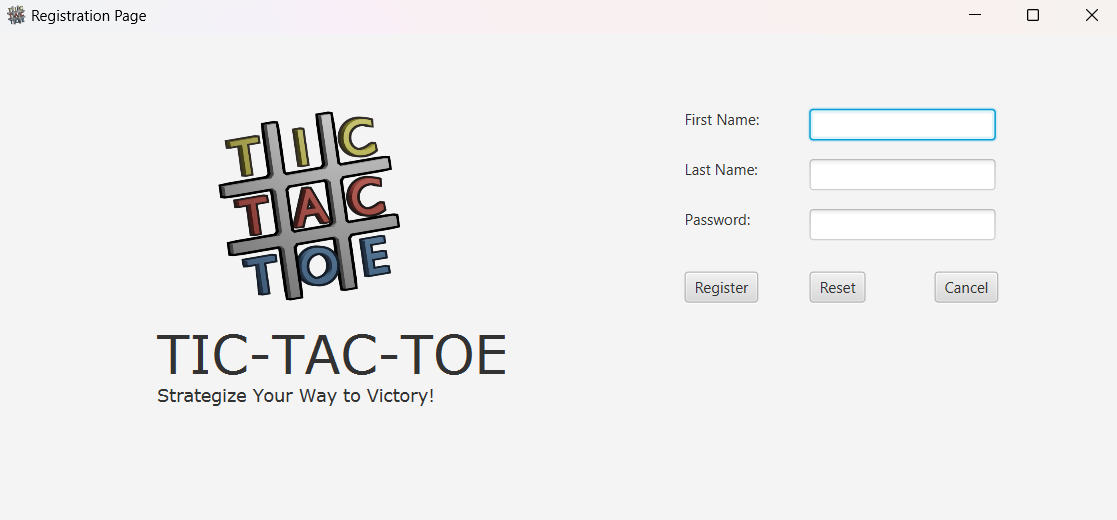 Registration Page
TIC
TAC
TOE
TIC-TAC-TOE
Strategize Your Way to Victory!
First Name:
Last Name:
Password:
Register Reset Cancel